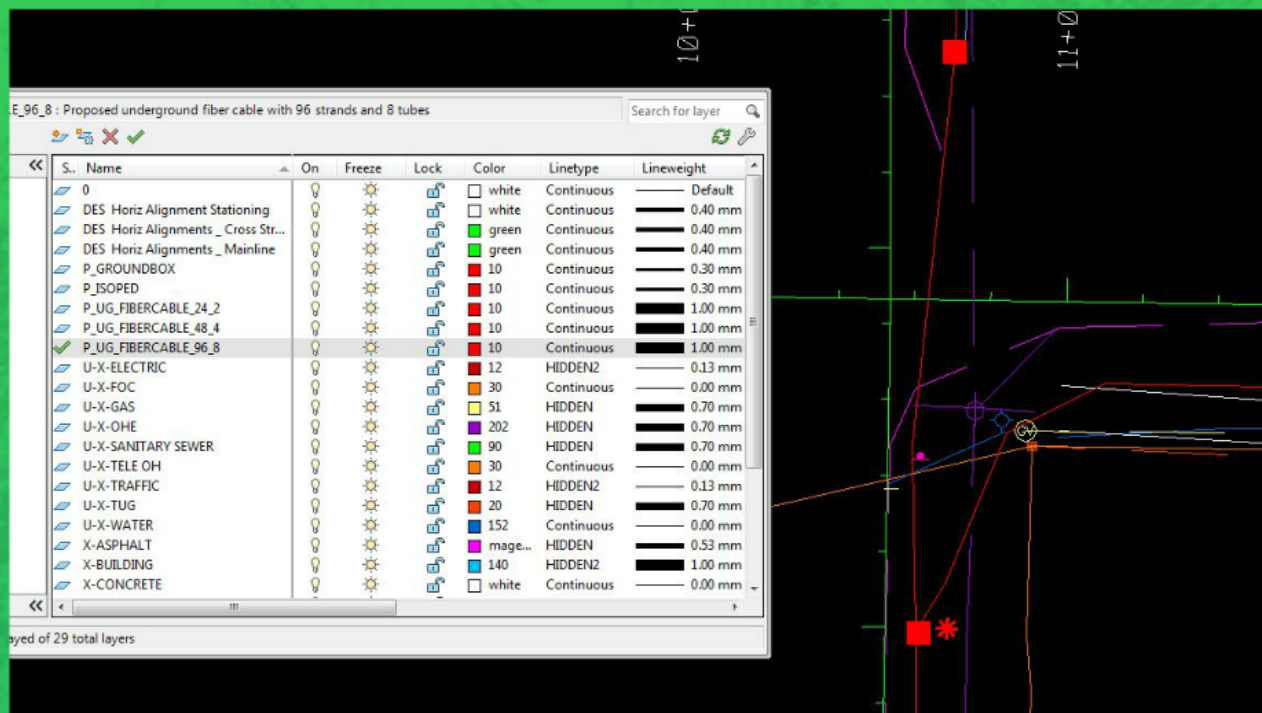 10+0
11+0
LE_96_8 : Proposed underground fiber cable with 96 strands and 8 tubes
Search for layer
S.. Name On Freeze Lock Color Linetype Lineweight
0 white Continuous Default
DES Horiz Alignment Stationing white Continuous 0.40 mm
DES Horiz Alignments _ Cross Str... green Continuous 0.40 mm
DES Horiz Alignments _ Mainline green Continuous 0.40 mm
P_GROUNDBOX 10 Continuous 0.30 mm
P_ISOPED 10 Continuous 0.30 mm
P_UG_FIBERCABLE_24_2 10 Continuous 1.00 mm
P_UG_FIBERCABLE_48_4 10 Continuous 1.00 mm
P_UG_FIBERCABLE_96_8 10 Continuous 1.00 mm
U-X-ELECTRIC 12 HIDDEN2 0.13 mm
U-X-FOC 30 Continuous 0.00 mm
U-X-GAS 51 HIDDEN 0.70 mm
U-X-OHE 202 HIDDEN 0.70 mm
U-X-SANITARY SEWER 90 HIDDEN 0.70 mm
U-X-TELE OH 30 Continuous 0.00 mm
U-X-TRAFFIC 12 HIDDEN2 0.13 mm
U-X-TUG 20 HIDDEN 0.70 mm
U-X-WATER 152 Continuous 0.00 mm
X-ASPHALT mage... HIDDEN 0.53 mm
X-BUILDING 140 HIDDEN2 1.00 mm
X-CONCRETE white Continuous 0.00 mm
ayed of 29 total layers
GV